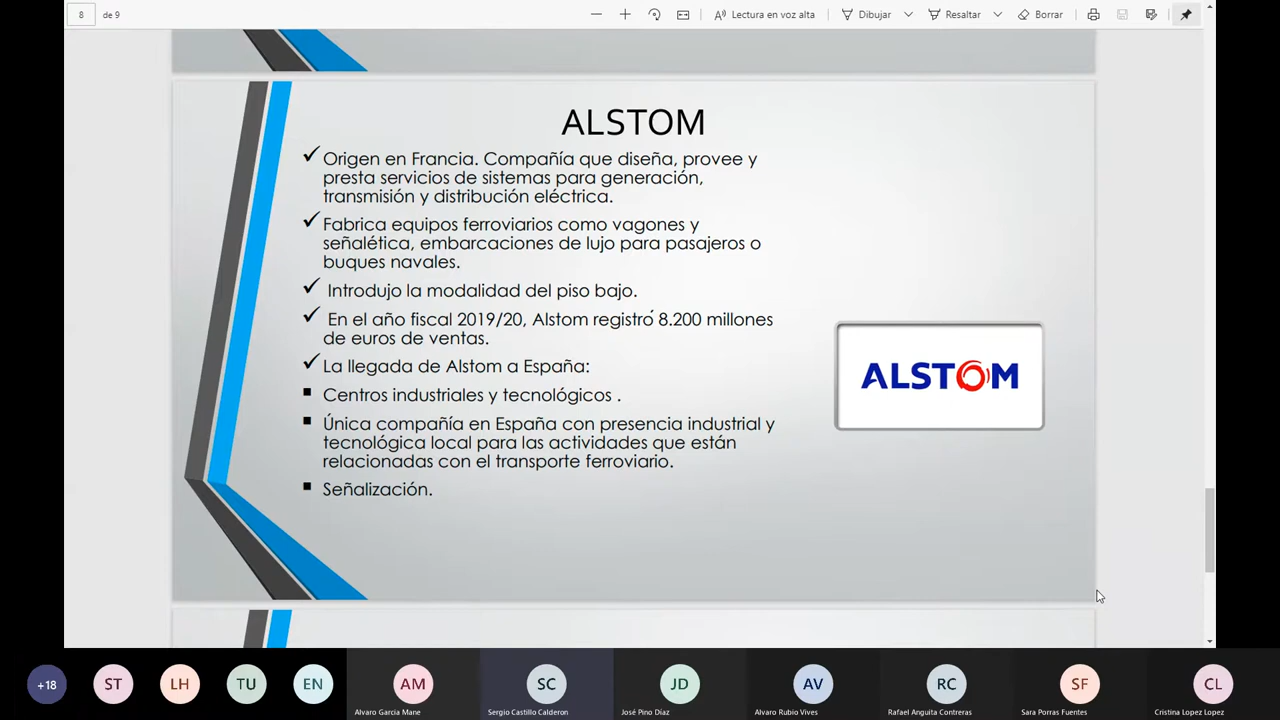 8 de 9 Lectura en voz alta Dibujar Resaltar Borrar
ALSTOM
Origen en Francia. Compañía que diseña, provee y
presta servicios de sistemas para generación,
transmisión y distribución eléctrica.
Fabrica equipos ferroviarios como vagones y
señalética, embarcaciones de lujo para pasajeros o
buques navales.
Introdujo la modalidad del piso bajo.
En el año fiscal 2019/20, Alstom registró 8.200 millones
de euros de ventas.
La llegada de Alstom a España:
Centros industriales y tecnológicos .
Única compañía en España con presencia industrial y
tecnológica local para las actividades que están
relacionadas con el transporte ferroviario.
Señalización.
ALSTOM
+18 ST LH TU EN AM SC JD AV RC SF CL
Alvaro Garcia Mane Sergio Castillo Calderon José Pino Díaz Alvaro Rubio Vives Rafael Anguita Contreras Sara Porras Fuentes Cristina Lopez Lopez